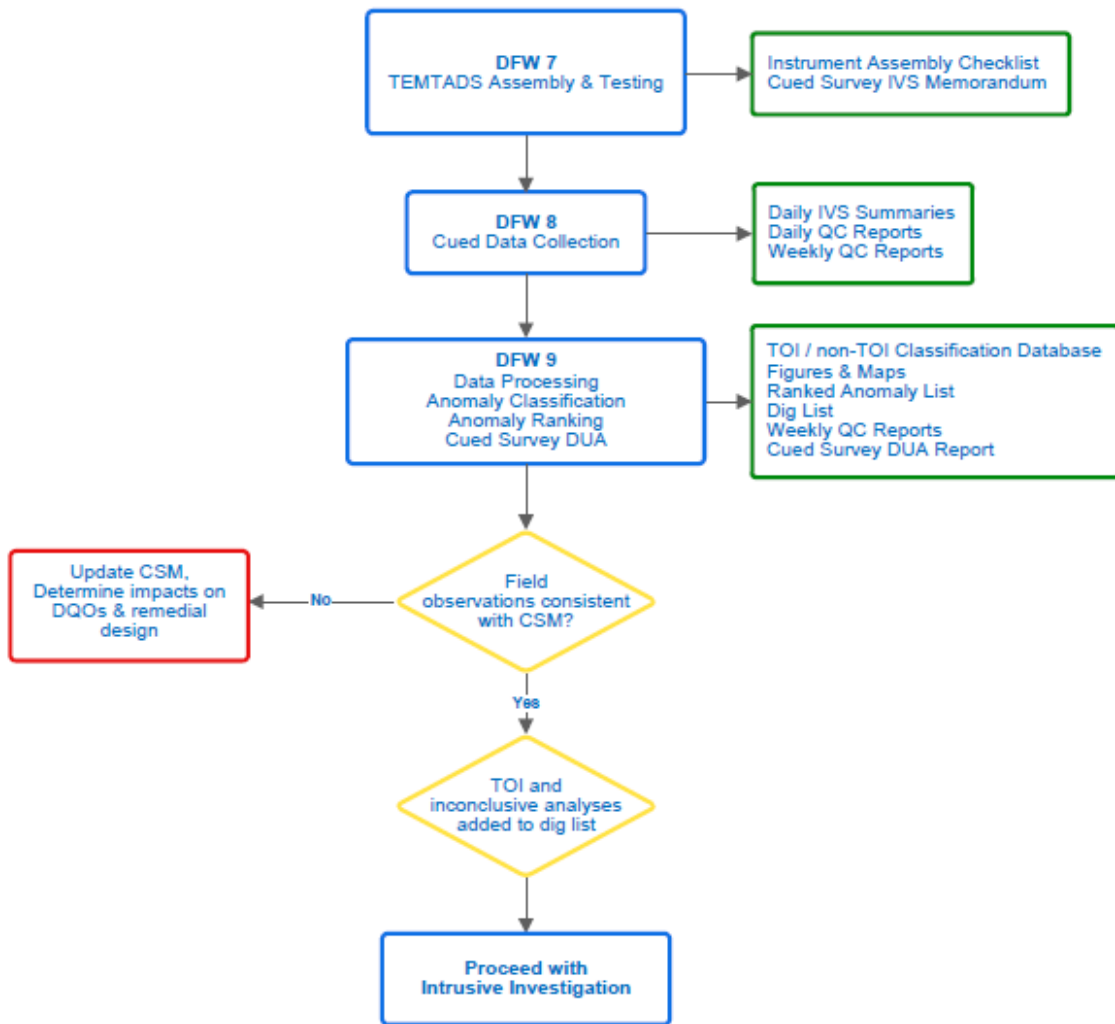 DFW 7
TEMTADS Assembly & Testing
Instrument Assembly Checklist
Cued Survey IVS Memorandum
DFW 8
Cued Data Collection
Daily IVS Summaries
Daily QC Reports
Weekly QC Reports
DFW 9
Data Processing
Anomaly Classification
Anomaly Ranking
Cued Survey DUA
TOI / non-TOI Classification Database
Figures & Maps
Ranked Anomaly List
Dig List
Weekly QC Reports
Cued Survey DUA Report
Field
observations consistent
with CSM?
No
Update CSM,
Determine impacts on
DQOs & remedial
design
Yes
TOI and
inconclusive analyses
added to dig list
Proceed with
Intrusive Investigation